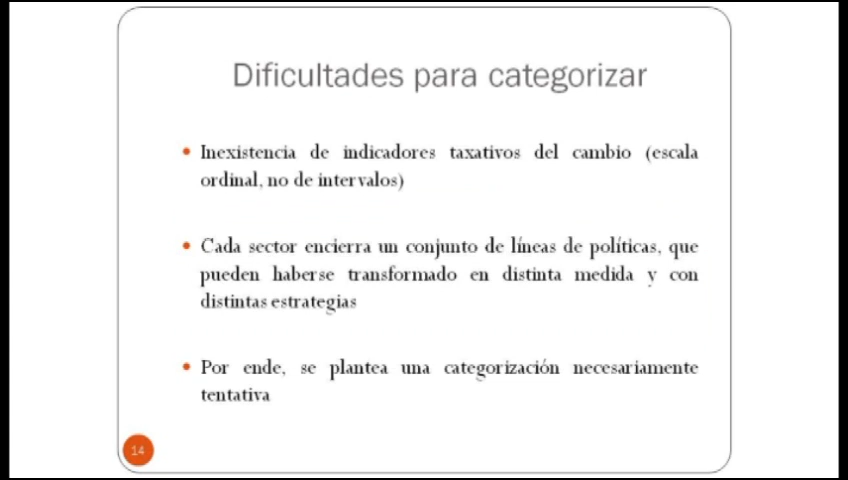 Dificultades para categorizar
• Inexistencia de indicadores taxativos del cambio (escala
ordinal, no de intervalos)
• Cada sector encierra un conjunto de líneas de políticas, que
pueden haberse transformado en distinta medida y con
distintas estrategias
• Por ende, se plantea una categorización necesariamente
tentativa
14